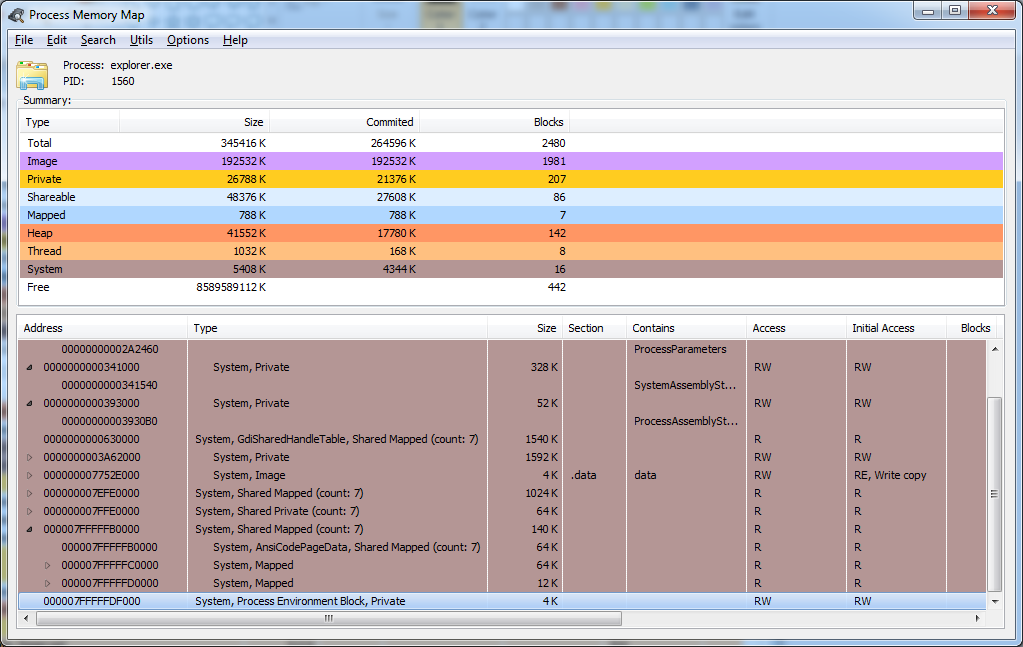 Process Memory Map
File Edit Search Utils Options Help
Process: explorer.exe
PID: 1560
Summary:
Type Size Commited Blocks
Total 345416 K 264596 K 2480
Image 192532 K 192532 K 1981
Private 26788 K 21376 K 207
Shareable 48376 K 27608 K 86
Mapped 788 K 788 K 7
Heap 41552 K 17780 K 142
Thread 1032 K 168 K 8
System 5408 K 4344 K 16
Free 8589589112 K 442
Address Type Size Section Contains Access Initial Access Blocks
00000000002A2460 ProcessParameters
0000000000341000 System, Private 328 K RW RW
0000000000341540 SystemAssemblySt...
0000000000393000 System, Private 52 K RW RW
00000000003930B0 ProcessAssemblySt...
0000000000630000 System, GdiSharedHandleTable, Shared Mapped (count: 7) 1540 K R R
0000000003A62000 System, Private 1592 K RW RW
000000007752E000 System, Image 4 K .data data RW RE, Write copy
000000007EFE0000 System, Shared Mapped (count: 7) 1024 K R R
000000007FFE0000 System, Shared Private (count: 7) 64 K R R
000007FFFFFB0000 System, Shared Mapped (count: 7) 140 K R R
000007FFFFFB0000 System, AnsiCodePageData, Shared Mapped (count: 7) 64 K R R
000007FFFFFC0000 System, Mapped 64 K R R
000007FFFFFD0000 System, Mapped 12 K R R
000007FFFFFDF000 System, Process Environment Block, Private 4 K RW RW